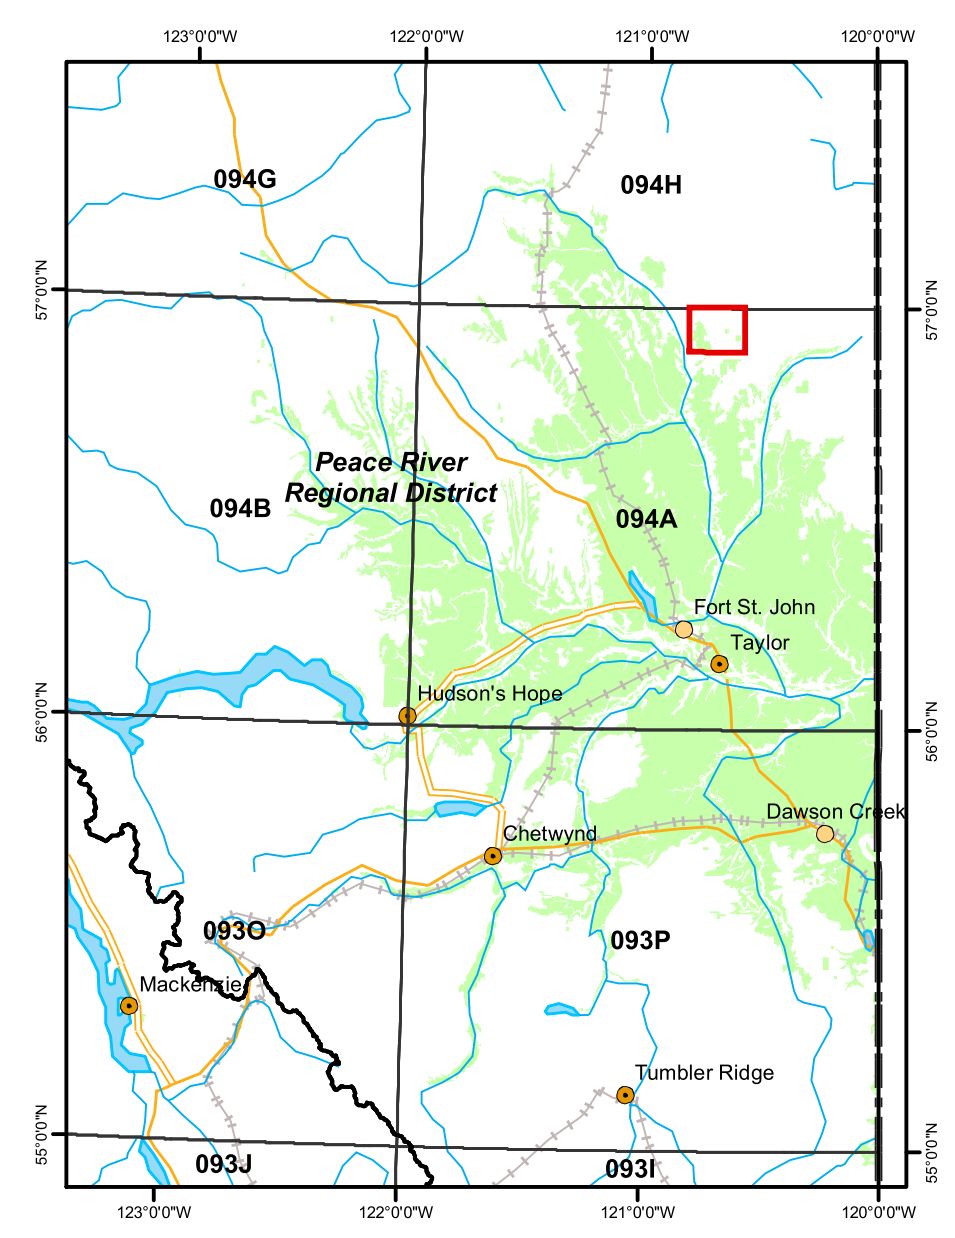 123°0'0"W 122°0'0"W 121°0'0"W 120°0'0"W
094G
094H
57°0'0"N
57°0'0"N
Peace River
Regional District
094B
094A
Fort St. John
Taylor
Hudson's Hope
56°0'0"N
56°0'0"N
Dawson Creek
Chetwynd
093O
093P
Mackenzie
Tumbler Ridge
55°0'0"N
55°0'0"N
093J
093I
123°0'0"W 122°0'0"W 121°0'0"W 120°0'0"W